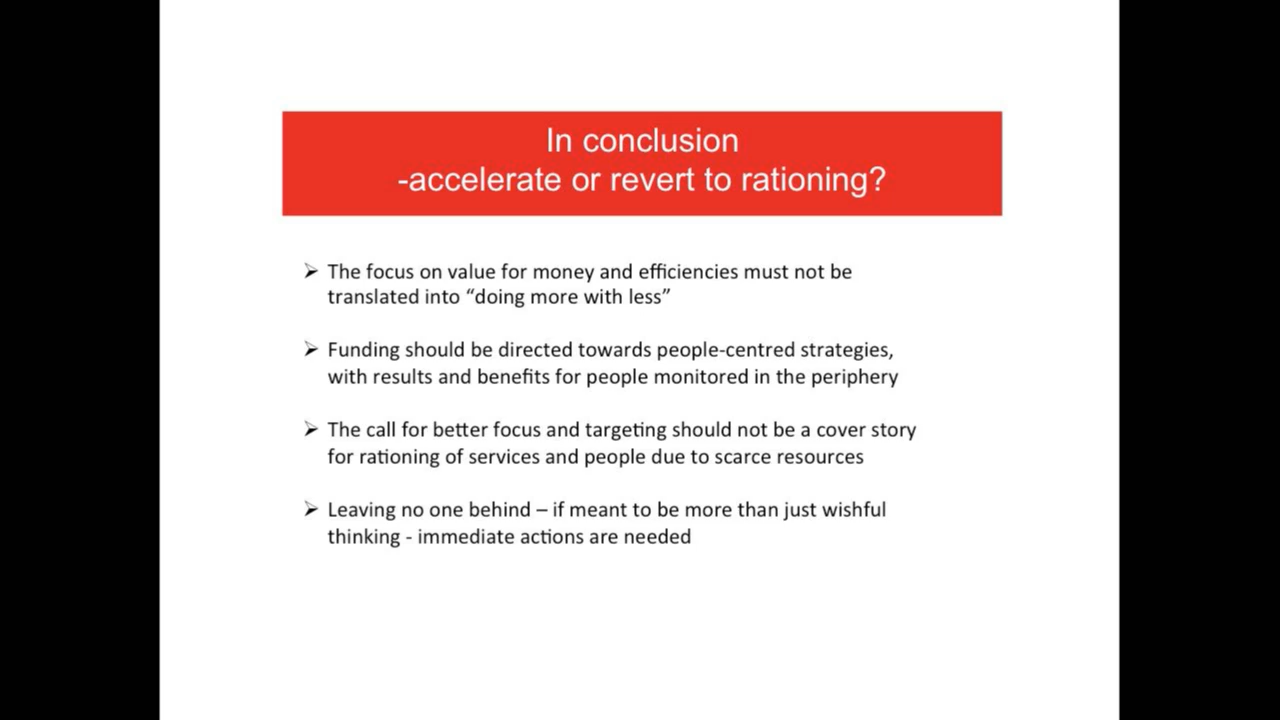 In conclusion
-accelerate or revert to rationing?
➢ The focus on value for money and efficiencies must not be
translated into “doing more with less”
➢ Funding should be directed towards people-centred strategies,
with results and benefits for people monitored in the periphery
➢ The call for better focus and targeting should not be a cover story
for rationing of services and people due to scarce resources
➢ Leaving no one behind – if meant to be more than just wishful
thinking - immediate actions are needed